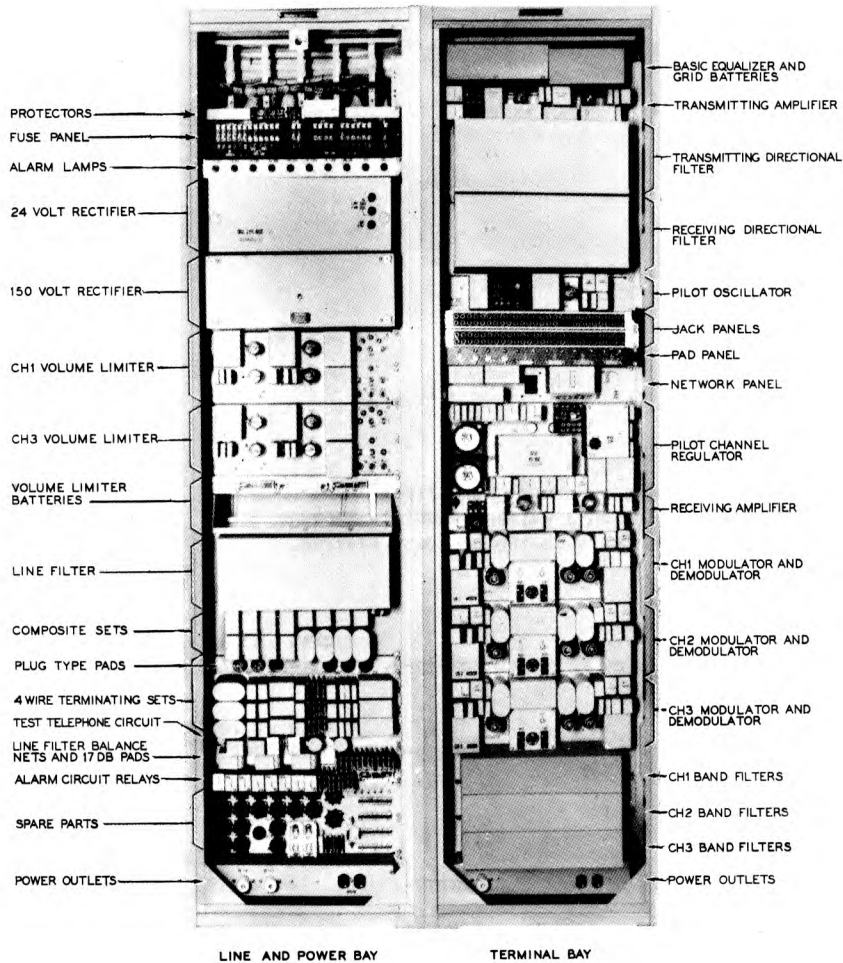 PROTECTORS
FUSE PANEL
ALARM LAMPS
24 VOLT RECTIFIER
150 VOLT RECTIFIER
CH1 VOLUME LIMITER
CH3 VOLUME LIMITER
VOLUME LIMITER
BATTERIES
LINE FILTER
COMPOSITE SETS
PLUG TYPE PADS
4 WIRE TERMINATING SETS
TEST TELEPHONE CIRCUIT
LINE FILTER BALANCE
NETS AND 17 DB PADS
ALARM CIRCUIT RELAYS
SPARE PARTS
POWER OUTLETS
BASIC EQUALIZER AND
GRID BATTERIES
TRANSMITTING AMPLIFIER
TRANSMITTING DIRECTIONAL
FILTER
RECEIVING DIRECTIONAL
FILTER
PILOT OSCILLATOR
JACK PANELS
PAD PANEL
NETWORK PANEL
PILOT CHANNEL
REGULATOR
RECEIVING AMPLIFIER
CH1 MODULATOR AND
DEMODULATOR
CH2 MODULATOR AND
DEMODULATOR
CH3 MODULATOR AND
DEMODULATOR
CH1 BAND FILTERS
CH2 BAND FILTERS
CH3 BAND FILTERS
POWER OUTLETS
LINE AND POWER BAY
TERMINAL BAY